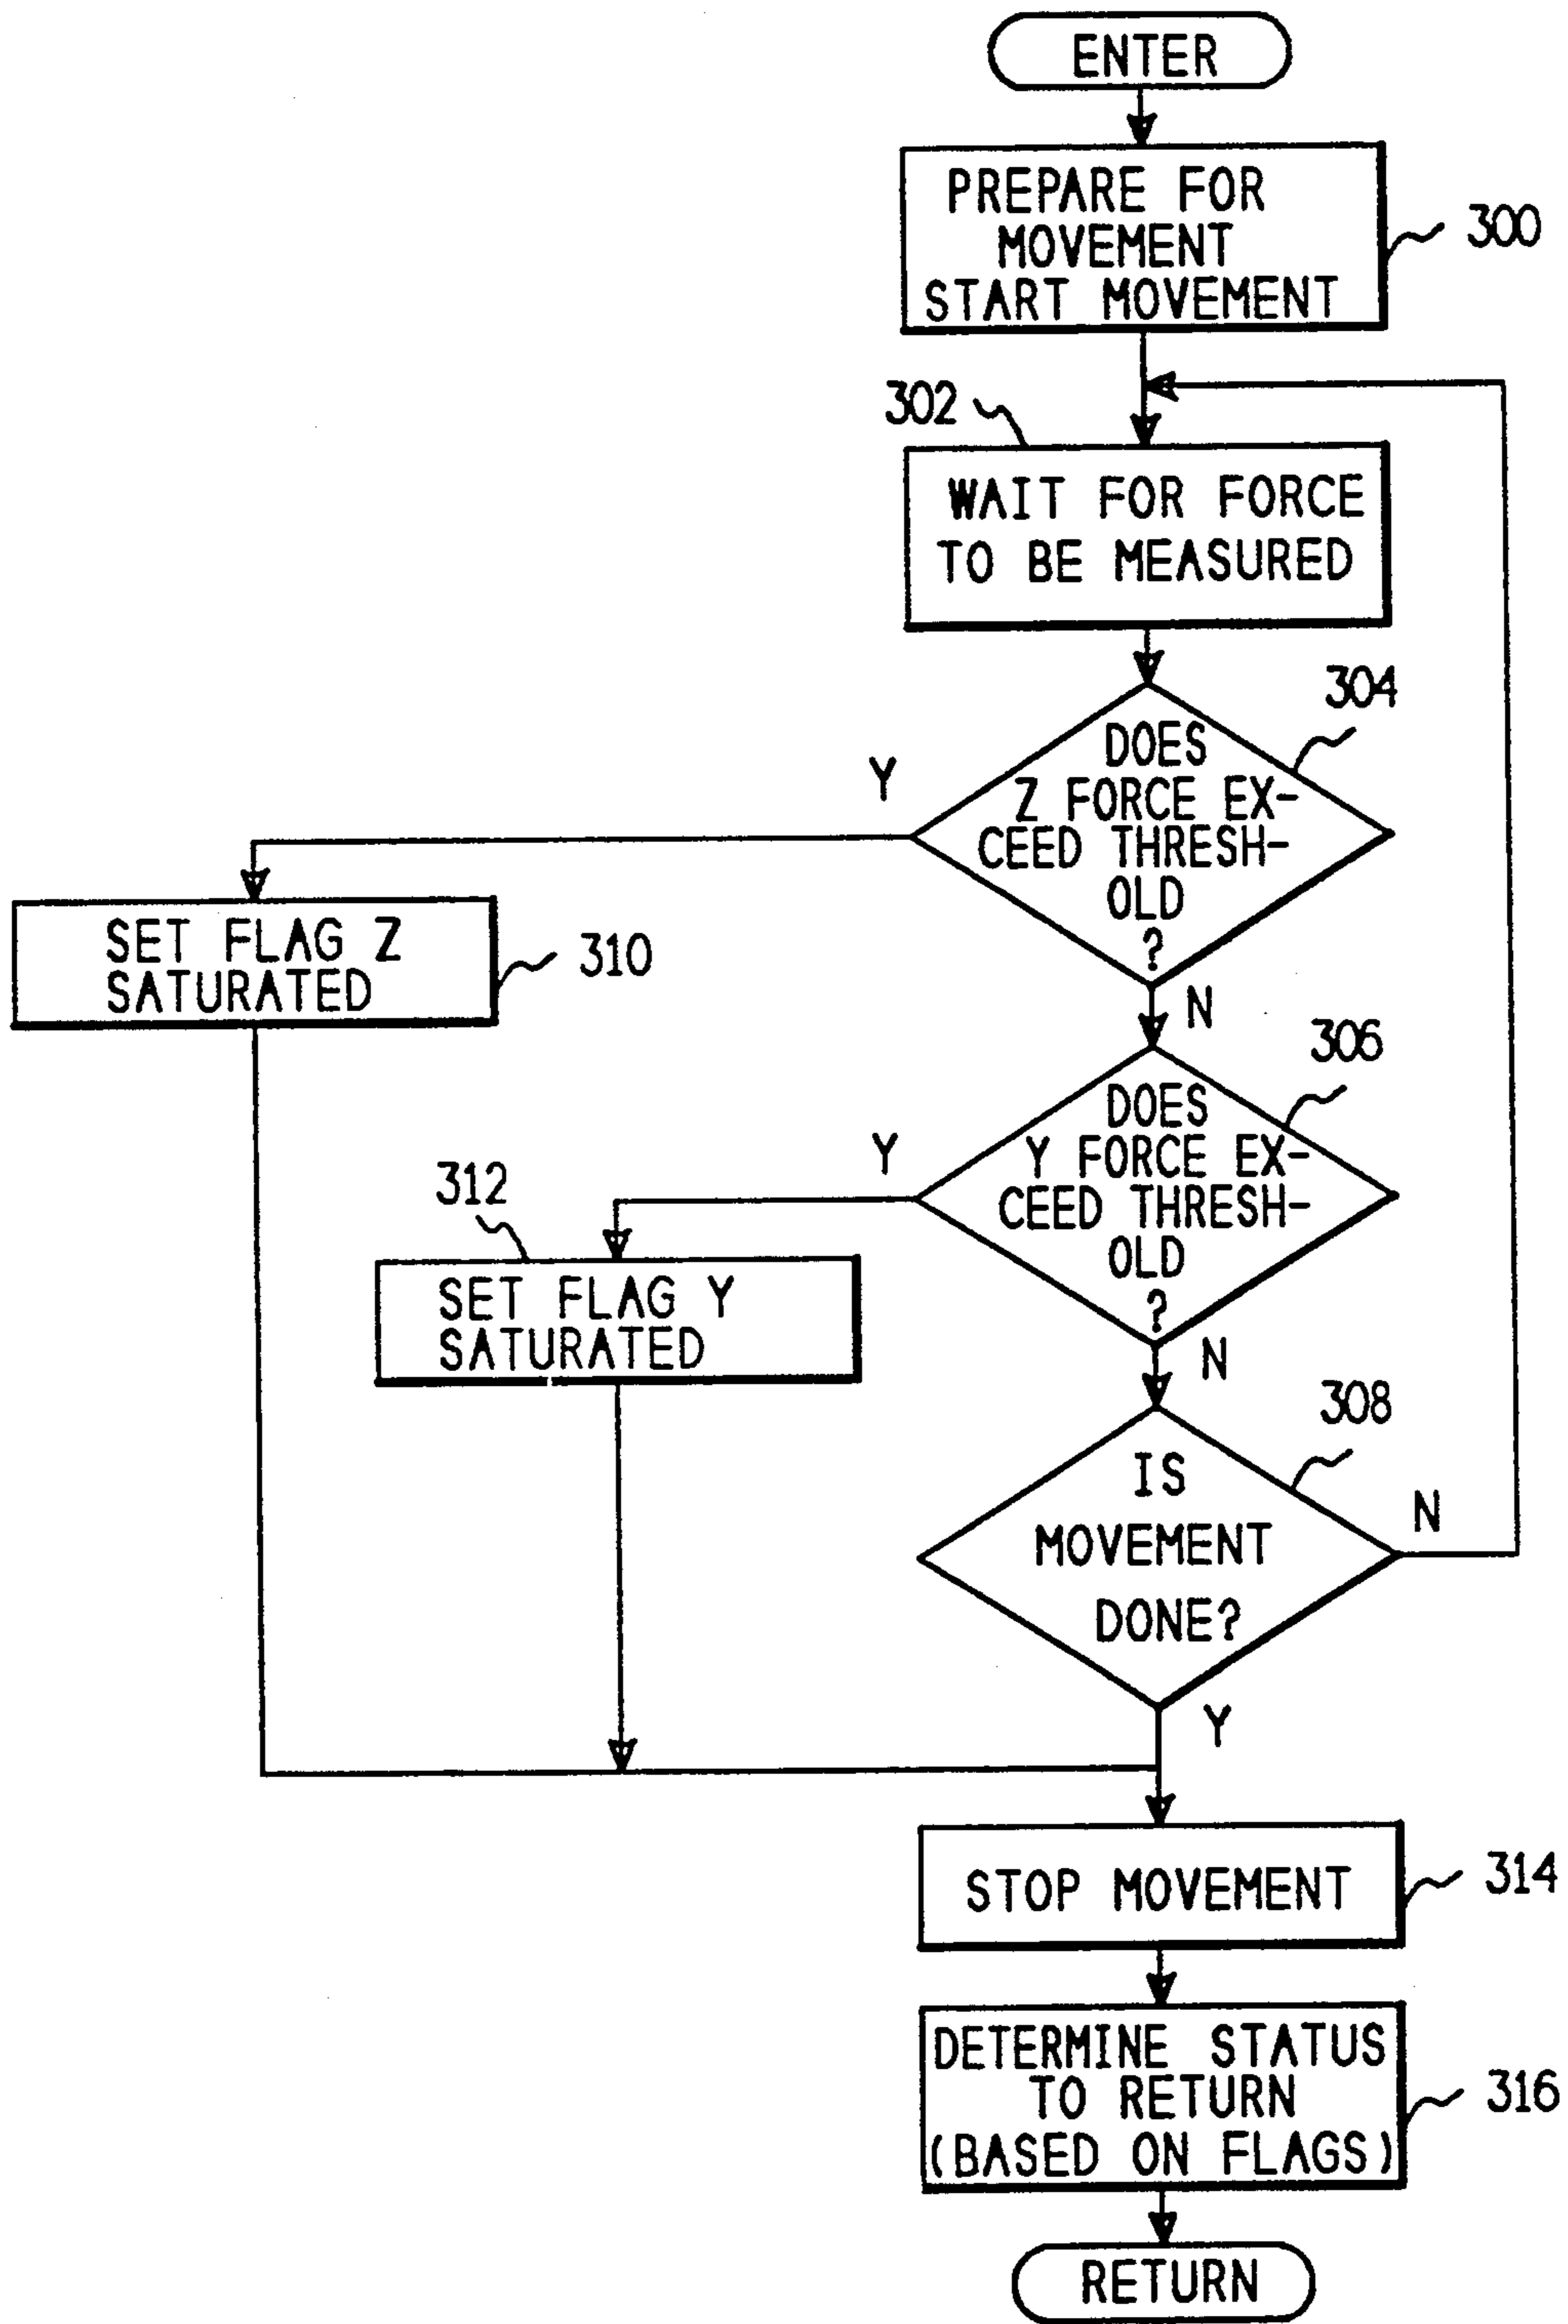 ENTER
PREPARE FOR
MOVEMENT
START MOVEMENT
300
302
WAIT FOR FORCE
TO BE MEASURED
304
Y
DOES
Z FORCE EX-
CEED THRESH-
OLD
?
N
SET FLAG Z
SATURATED
310
306
Y
DOES
Y FORCE EX-
CEED THRESH-
OLD
?
N
312
SET FLAG Y
SATURATED
308
IS
MOVEMENT
DONE?
N
Y
STOP MOVEMENT
314
DETERMINE STATUS
TO RETURN
(BASED ON FLAGS)
316
RETURN